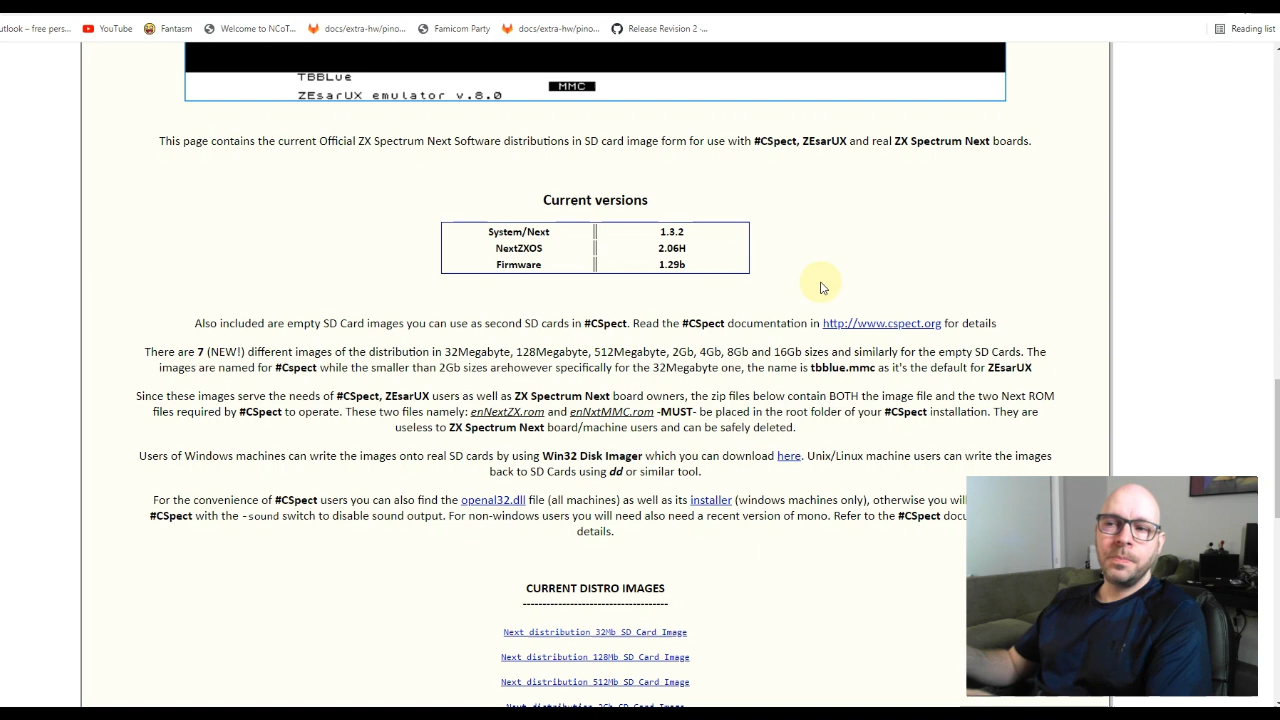 utlook – free pers...
YouTube
Fantasm
Welcome to NCoT...
docs/extra-hw/pino...
Famicom Party
docs/extra-hw/pino...
Release Revision 2 ·...
Reading list
TBBLue
MMC
ZEsarUX emulator v.8.0
This page contains the current Official ZX Spectrum Next Software distributions in SD card image form for use with #CSpect, ZEsarUX and real ZX Spectrum Next boards.
Current versions
System/Next 1.3.2
NextZXOS 2.06H
Firmware 1.29b
Also included are empty SD Card images you can use as second SD cards in #CSpect. Read the #CSpect documentation in http://www.cspect.org for details
There are 7 (NEW!) different images of the distribution in 32Megabyte, 128Megabyte, 512Megabyte, 2Gb, 4Gb, 8Gb and 16Gb sizes and similarly for the empty SD Cards. The
images are named for #Cspect while the smaller than 2Gb sizes arehowever specifically for the 32Megabyte one, the name is tbblue.mmc as it's the default for ZEsarUX
Since these images serve the needs of #CSpect, ZEsarUX users as well as ZX Spectrum Next board owners, the zip files below contain BOTH the image file and the two Next ROM
files required by #CSpect to operate. These two files namely: enNextZX.rom and enNxtMMC.rom -MUST- be placed in the root folder of your #CSpect installation. They are
useless to ZX Spectrum Next board/machine users and can be safely deleted.
Users of Windows machines can write the images onto real SD cards by using Win32 Disk Imager which you can download here. Unix/Linux machine users can write the images
back to SD Cards using dd or similar tool.
For the convenience of #CSpect users you can also find the openal32.dll file (all machines) as well as its installer (windows machines only), otherwise you wil
#CSpect with the -sound switch to disable sound output. For non-windows users you will need also need a recent version of mono. Refer to the #CSpect docu
details.
CURRENT DISTRO IMAGES
------------------------------------
Next distribution 32Mb SD Card Image
Next distribution 128Mb SD Card Image
Next distribution 512Mb SD Card Image
Next distribution 2Gb SD Card Image